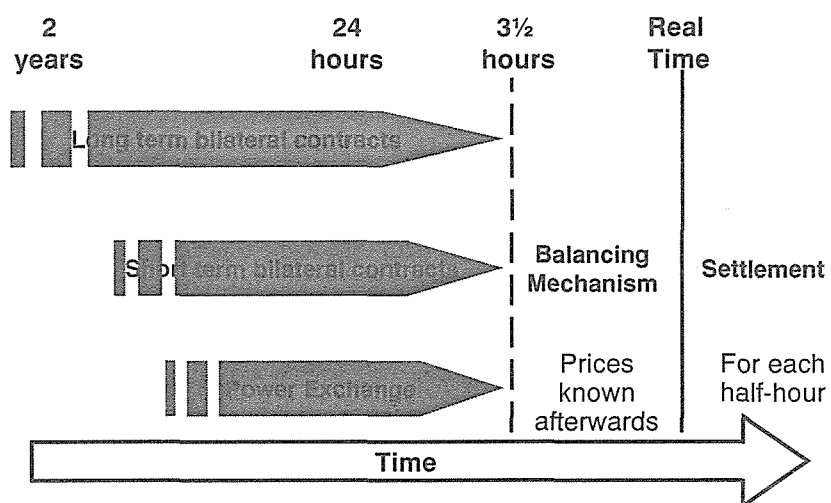 2
years
24
hours
3½
hours
Real
Time
Long term bilateral contracts
Short term bilateral contracts
Balancing
Mechanism
Settlement
Power Exchange
Prices
known
afterwards
For each
half-hour
Time